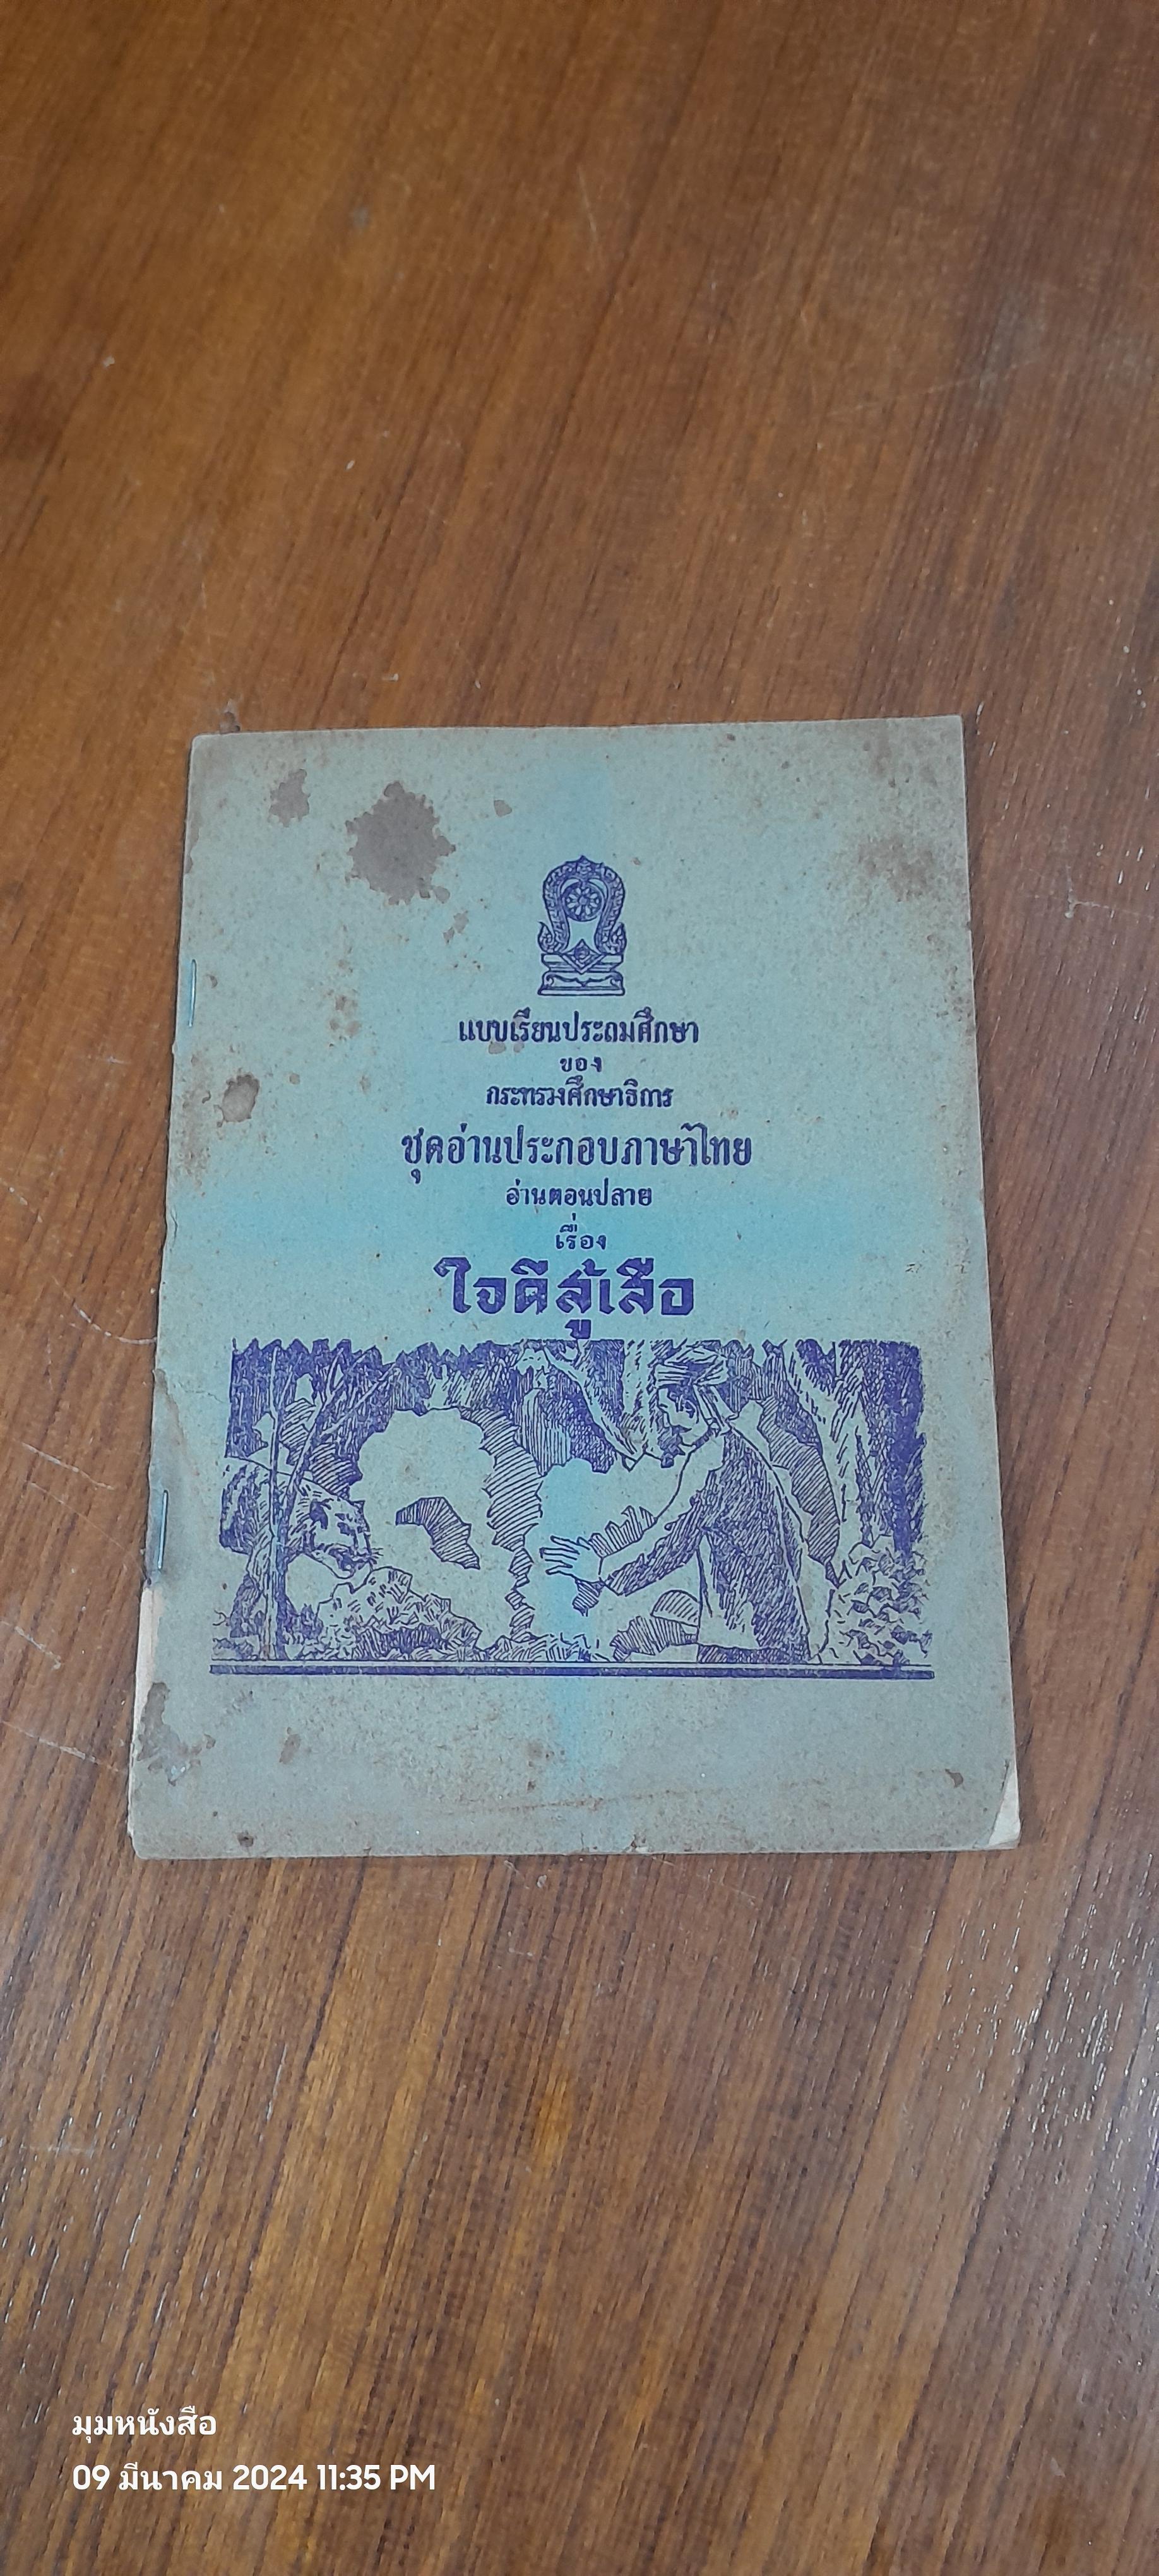 แบบเรียนประถมศึกษา
ของ
กระทรวงศึกษาธิการ
ชุดอ่านประกอบภาษาไทย
อ่านตอนปลาย
เรื่อง
ใจดีสู้เสือ
มุมหนังสือ
09 มีนาคม 2024 11:35 PM